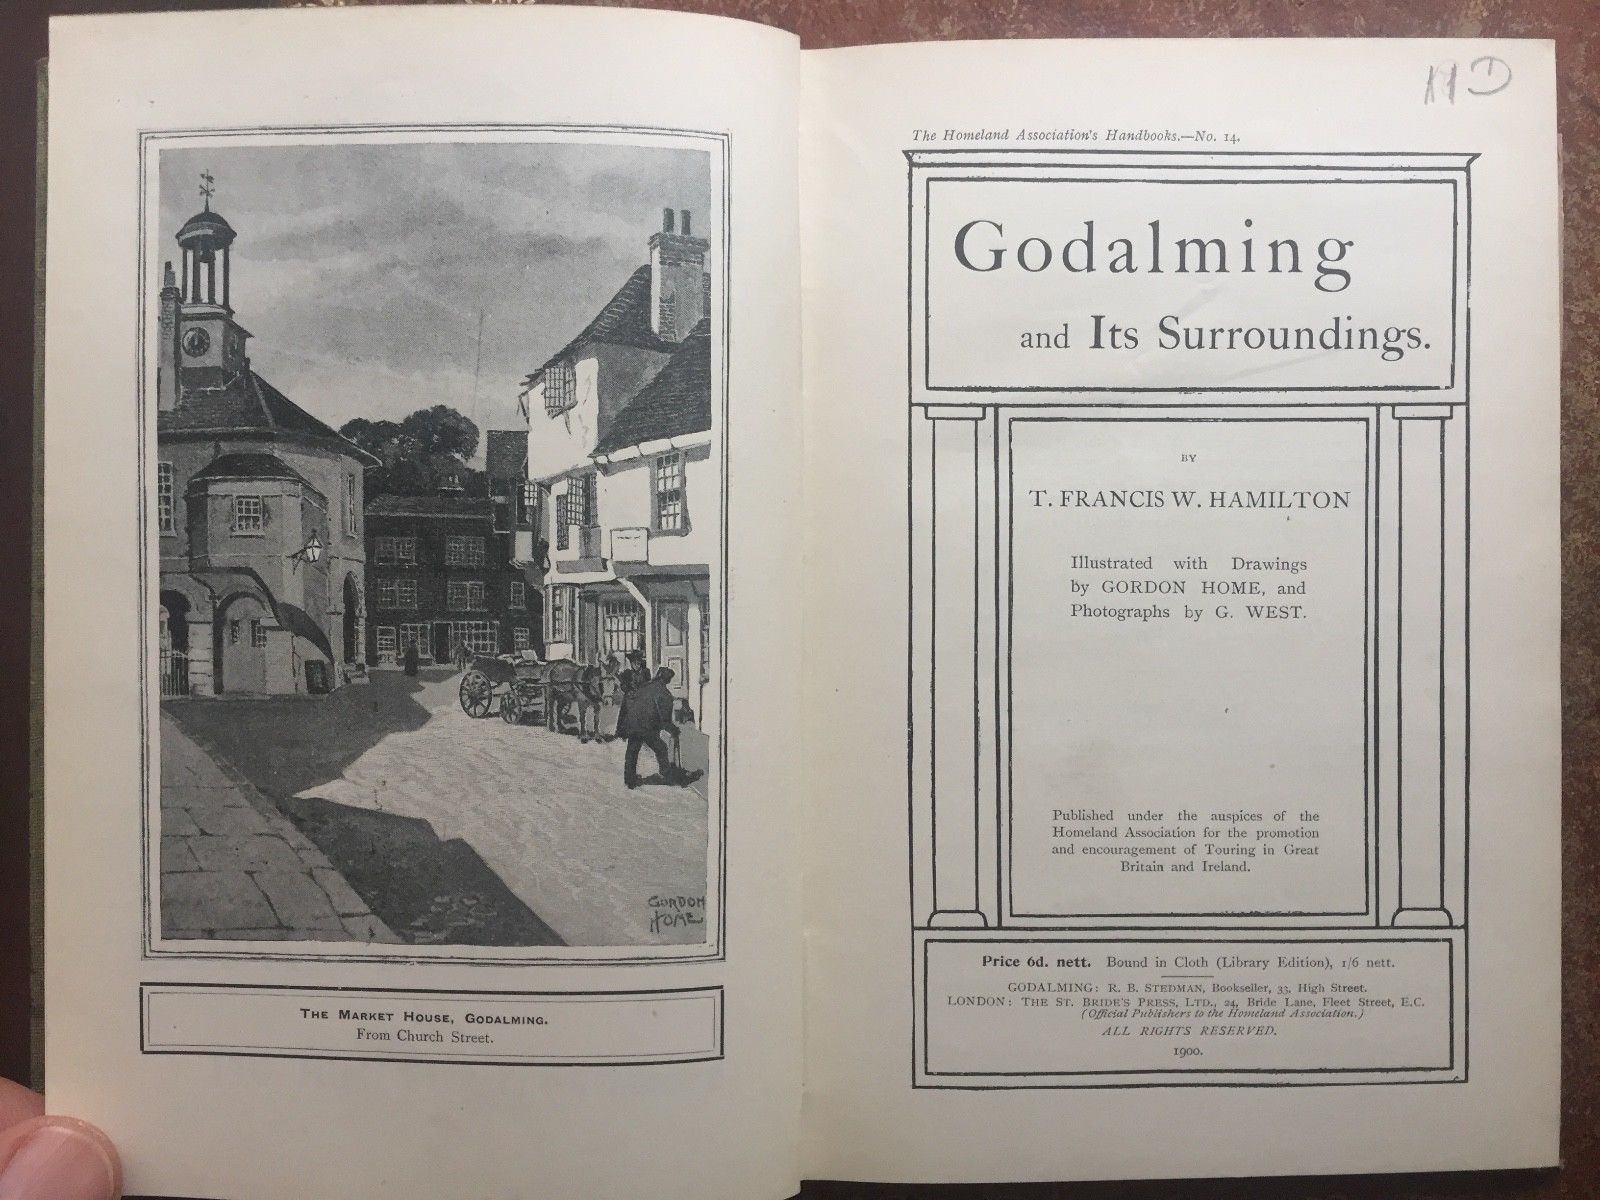 GORDON
HOME
THE MARKET HOUSE, GODALMING.
From Church Street.
The Homeland Association's Handbooks.—No. 14.
Godalming
and Its Surroundings.
BY
T. FRANCIS W. HAMILTON
Illustrated with Drawings
by GORDON HOME, and
Photographs by G. WEST.
Published under the auspices of the
Homeland Association for the promotion
and encouragement of Touring in Great
Britain and Ireland.
Price 6d. nett. Bound in Cloth (Library Edition), 1/6 nett.
GODALMING: R. B. STEDMAN, Bookseller, 33, High Street.
LONDON: THE ST. BRIDE'S PRESS, LTD., 24, Bride Lane, Fleet Street, E.C.
(Official Publishers to the Homeland Association.)
ALL RIGHTS RESERVED.
1900.